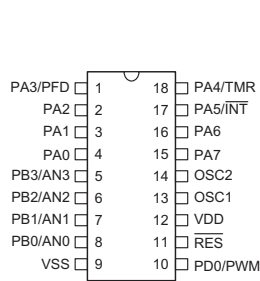 PA3/PFD 1 18 PA4/TMR
PA2 2 17 PA5/I̅N̅T̅
PA1 3 16 PA6
PA0 4 15 PA7
PB3/AN3 5 14 OSC2
PB2/AN2 6 13 OSC1
PB1/AN1 7 12 VDD
PB0/AN0 8 11 R̅E̅S̅
VSS 9 10 PD0/PWM